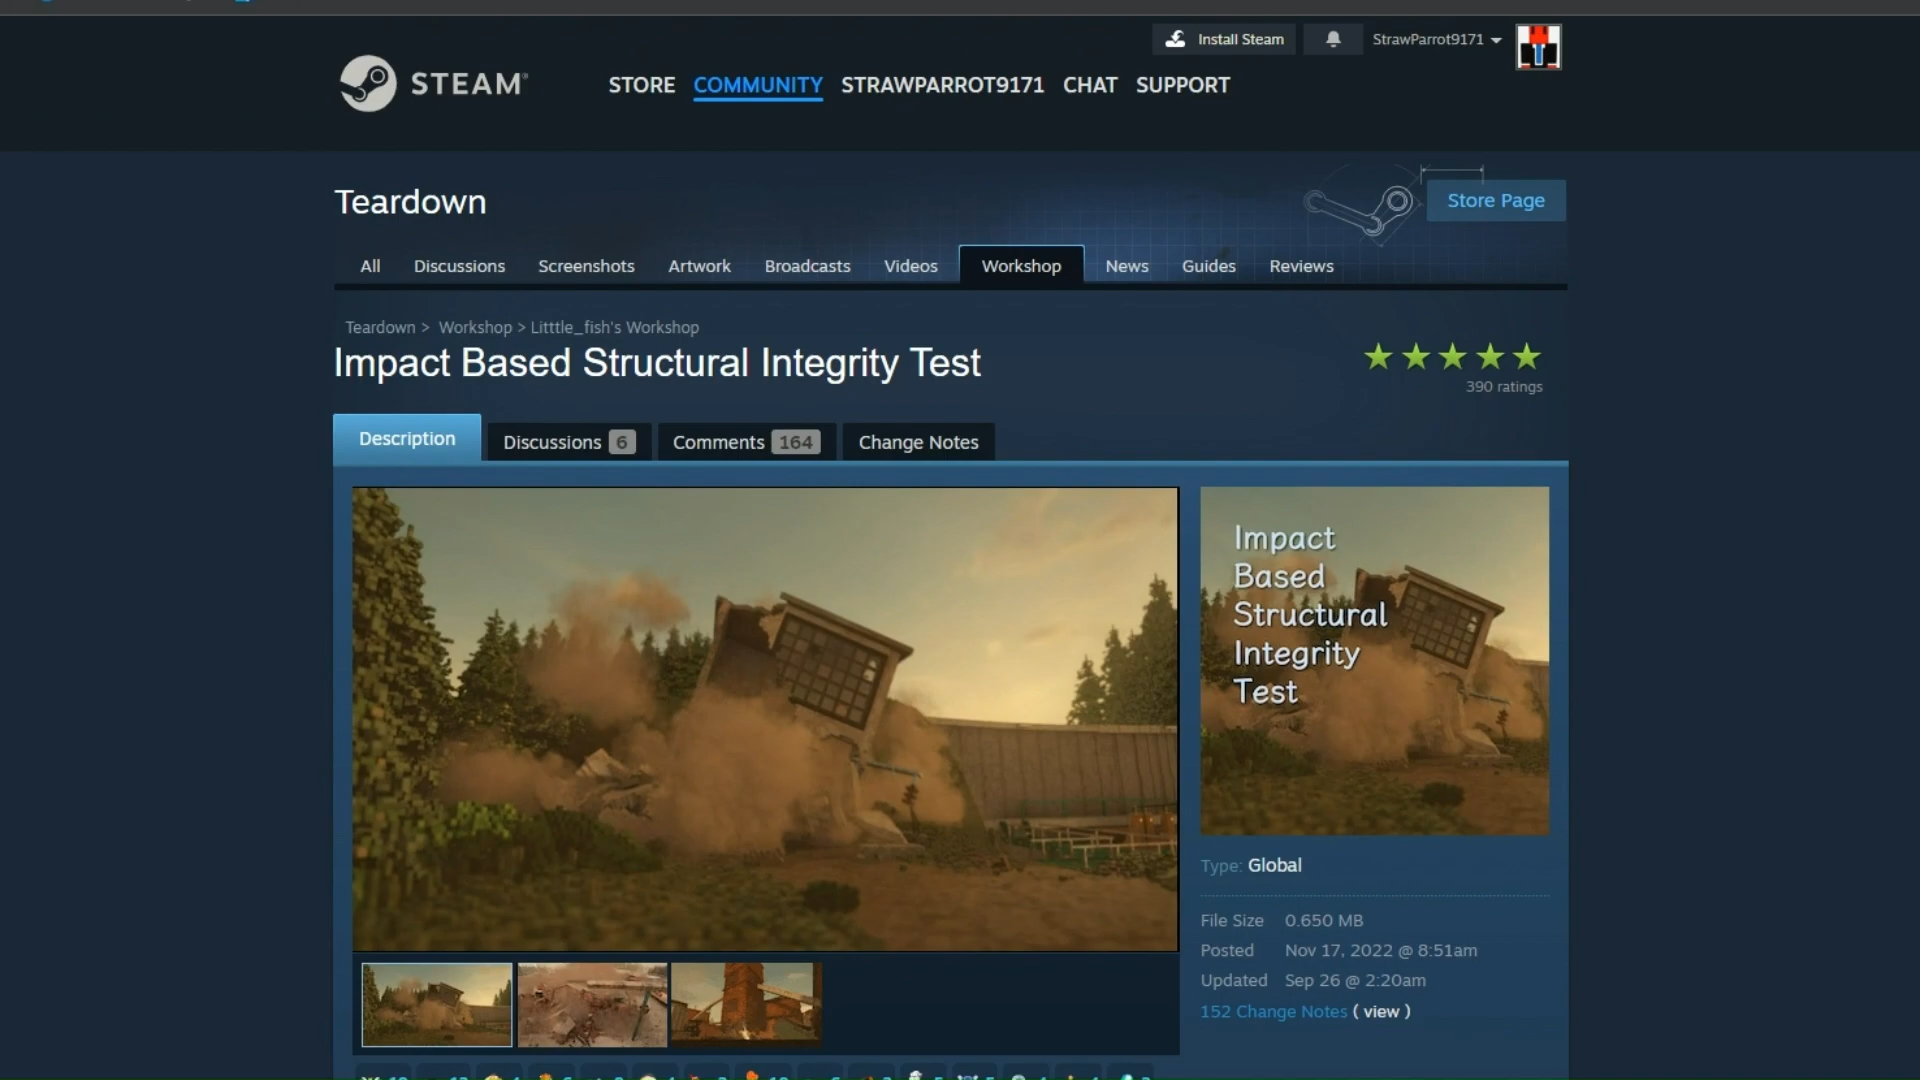 Install Steam
StrawParrot9171
STEAM®
STORE COMMUNITY STRAWPARROT9171 CHAT SUPPORT
Teardown
Store Page
All Discussions Screenshots Artwork Broadcasts Videos Workshop News Guides Reviews
Teardown > Workshop > Litttle_fish's Workshop
Impact Based Structural Integrity Test
390 ratings
Description Discussions 6 Comments 164 Change Notes
Impact
Based
Structural
Integrity
Test
Type: Global
File Size 0.650 MB
Posted Nov 17, 2022 @ 8:51am
Updated Sep 26 @ 2:20am
152 Change Notes ( view )